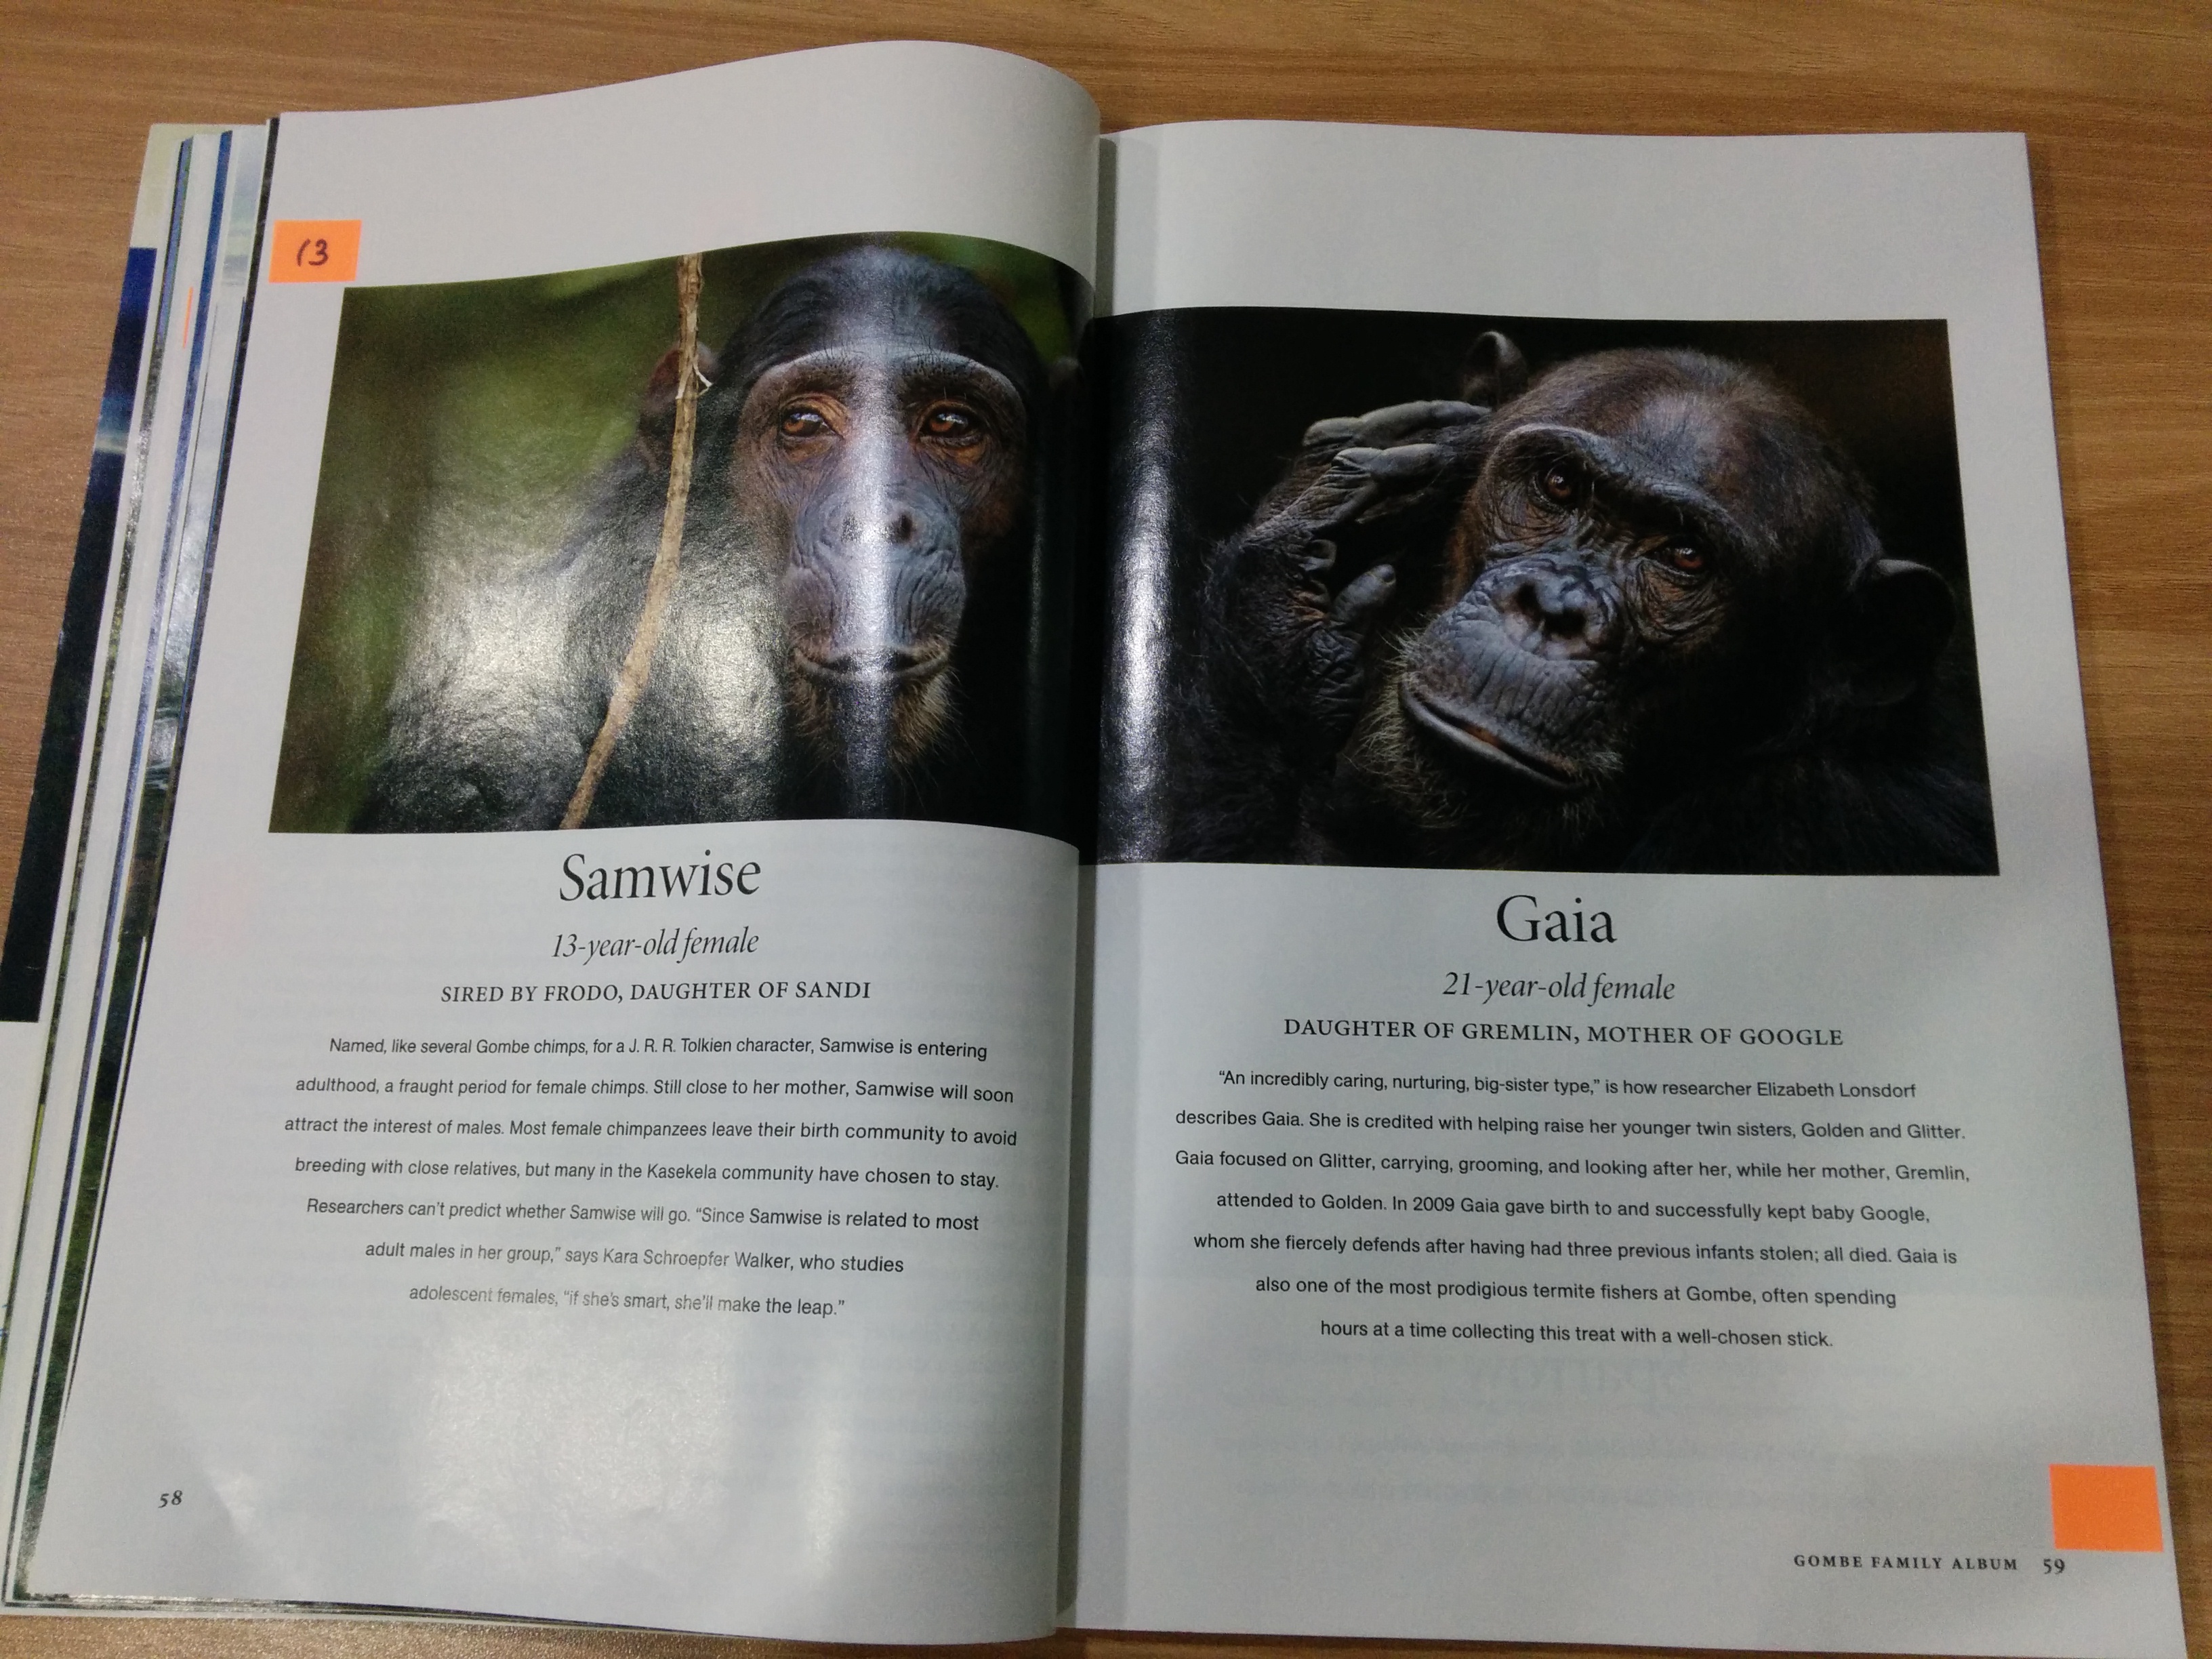 13
Samwise
13-year-old female
SIRED BY FRODO, DAUGHTER OF SANDI
Named, like several Gombe chimps, for a J. R. R. Tolkien character, Samwise is entering
adulthood, a fraught period for female chimps. Still close to her mother, Samwise will soon
attract the interest of males. Most female chimpanzees leave their birth community to avoid
breeding with close relatives, but many in the Kasekela community have chosen to stay.
Researchers can't predict whether Samwise will go. “Since Samwise is related to most
adult males in her group,” says Kara Schroepfer Walker, who studies
adolescent females, “if she's smart, she'll make the leap.”
58
Gaia
21-year-old female
DAUGHTER OF GREMLIN, MOTHER OF GOOGLE
“An incredibly caring, nurturing, big-sister type,” is how researcher Elizabeth Lonsdorf
describes Gaia. She is credited with helping raise her younger twin sisters, Golden and Glitter.
Gaia focused on Glitter, carrying, grooming, and looking after her, while her mother, Gremlin,
attended to Golden. In 2009 Gaia gave birth to and successfully kept baby Google,
whom she fiercely defends after having had three previous infants stolen; all died. Gaia is
also one of the most prodigious termite fishers at Gombe, often spending
hours at a time collecting this treat with a well-chosen stick.
GOMBE FAMILY ALBUM 59